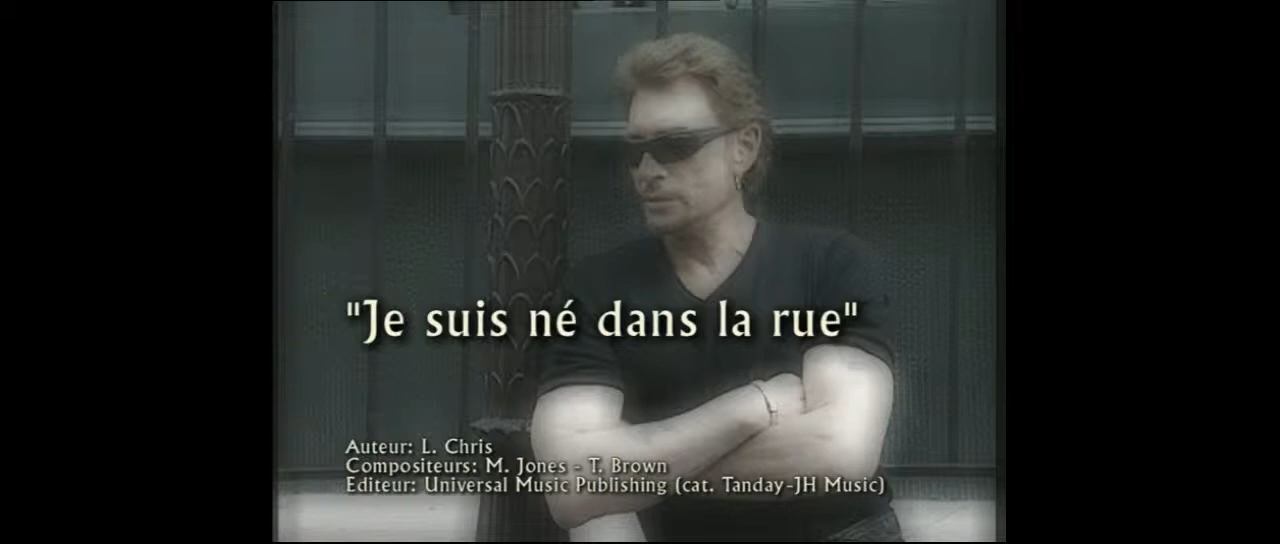 "Je suis né dans la rue"
Auteur: L. Chris
Compositeurs: M. Jones - T. Brown
Editeur: Universal Music Publishing (cat. Tanday-JH Music)